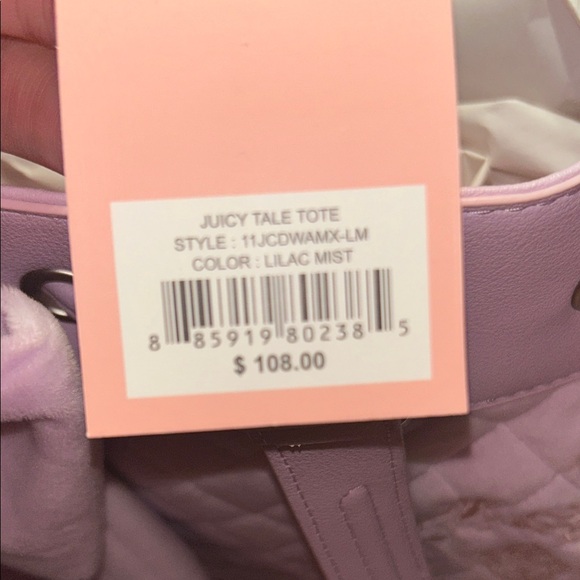 JUICY TALE TOTE
STYLE : 11JCDWAMX-LM
COLOR : LILAC MIST
8 85919 80238 5
$ 108.00